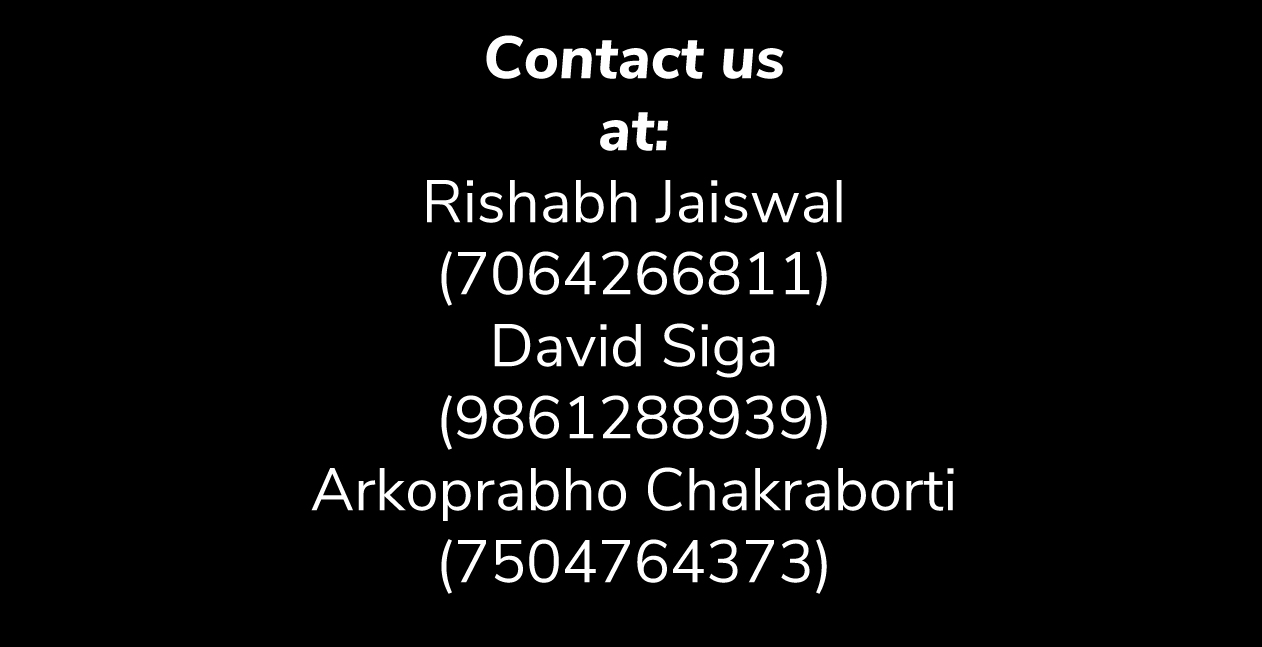 Contact us
at:
Rishabh Jaiswal
(7064266811)
David Siga
(9861288939)
Arkoprabho Chakraborti
(7504764373)